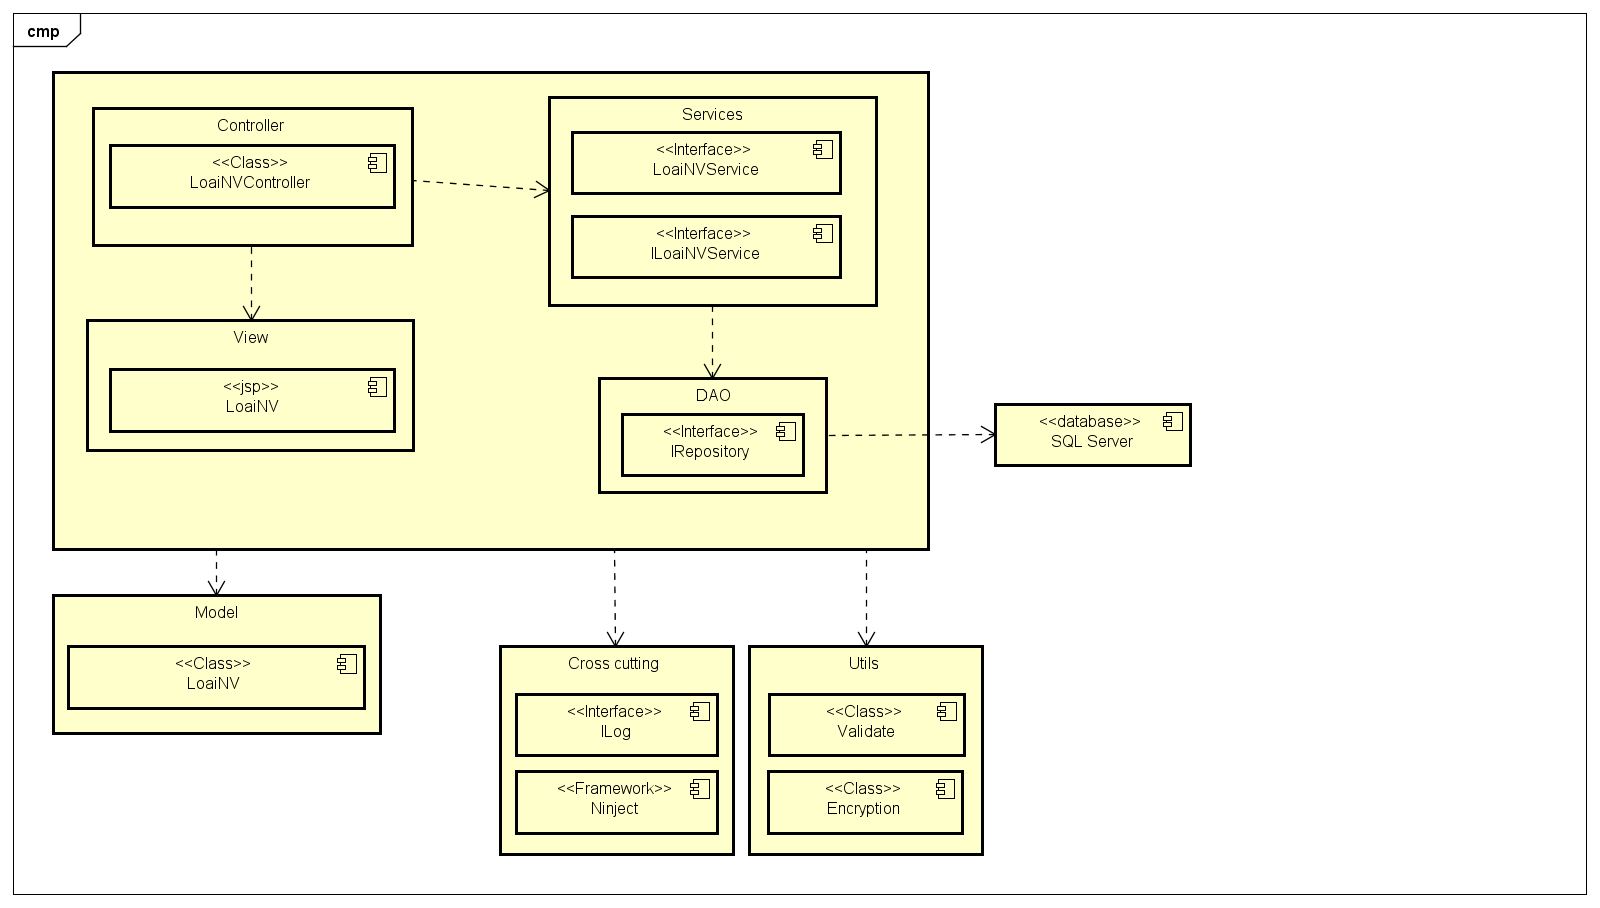 cmp
Controller
<<Class>>
LoaiNVController
Services
<<Interface>>
LoaiNVService
<<Interface>>
ILoaiNVService
View
<<jsp>>
LoaiNV
DAO
<<Interface>>
IRepository
<<database>>
SQL Server
Model
<<Class>>
LoaiNV
Cross cutting
<<Interface>>
ILog
<<Framework>>
Ninject
Utils
<<Class>>
Validate
<<Class>>
Encryption